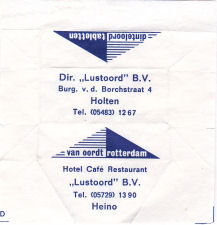 dinteloord tabletten
Dir. „Lustoord" B.V.
Burg. v. d. Borchstraat 4
Holten
Tel. (05483) 1267
van oordt rotterdam
Hotel Café Restaurant
„Lustoord" B.V.
Tel. (05729) 1390
Heino
D